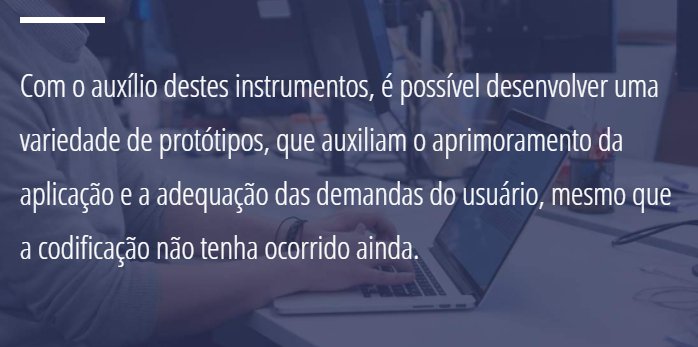 Com o auxílio destes instrumentos, é possível desenvolver uma
variedade de protótipos, que auxiliam o aprimoramento da
aplicação e a adequação das demandas do usuário, mesmo que
a codificação não tenha ocorrido ainda.